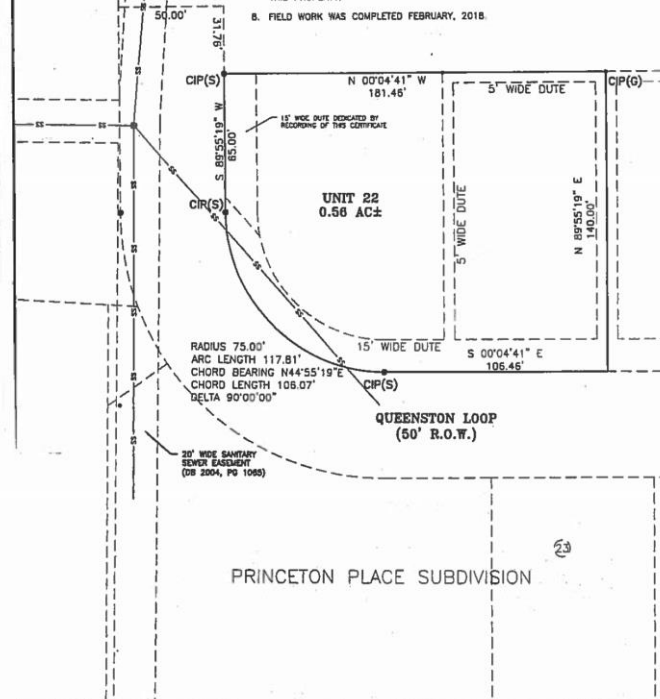 50.00'
31.76'
8. FIELD WORK WAS COMPLETED FEBRUARY, 2018.
CIP(S)
N 00°04'41" W
181.46'
CIP(G)
5' WIDE DUTE
15' WIDE DUTE DEDICATED BY
RECORDING OF THIS CERTIFICATE
S 89°55'19" W
65.00'
UNIT 22
0.56 AC±
5' WIDE DUTE
N 89°55'19" E
140.00'
CIP(S)
SS
RADIUS 75.00'
ARC LENGTH 117.81'
CHORD BEARING N44°55'19"E
CHORD LENGTH 106.07'
DELTA 90°00'00"
15' WIDE DUTE
S 00°04'41" E
106.46'
CIP(S)
QUEENSTON LOOP
(50' R.O.W.)
20' WIDE SANITARY
SEWER EASEMENT
(DB 2004, PG 1065)
23
PRINCETON PLACE SUBDIVISION